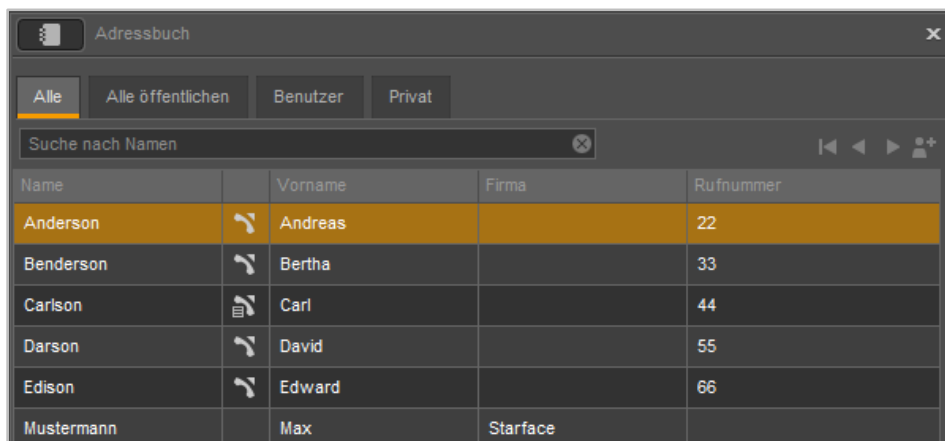 Adressbuch
Alle Alle öffentlichen Benutzer Privat
Suche nach Namen
Name Vorname Firma Rufnummer
Anderson Andreas 22
Benderson Bertha 33
Carlson Carl 44
Darson David 55
Edison Edward 66
Mustermann Max Starface